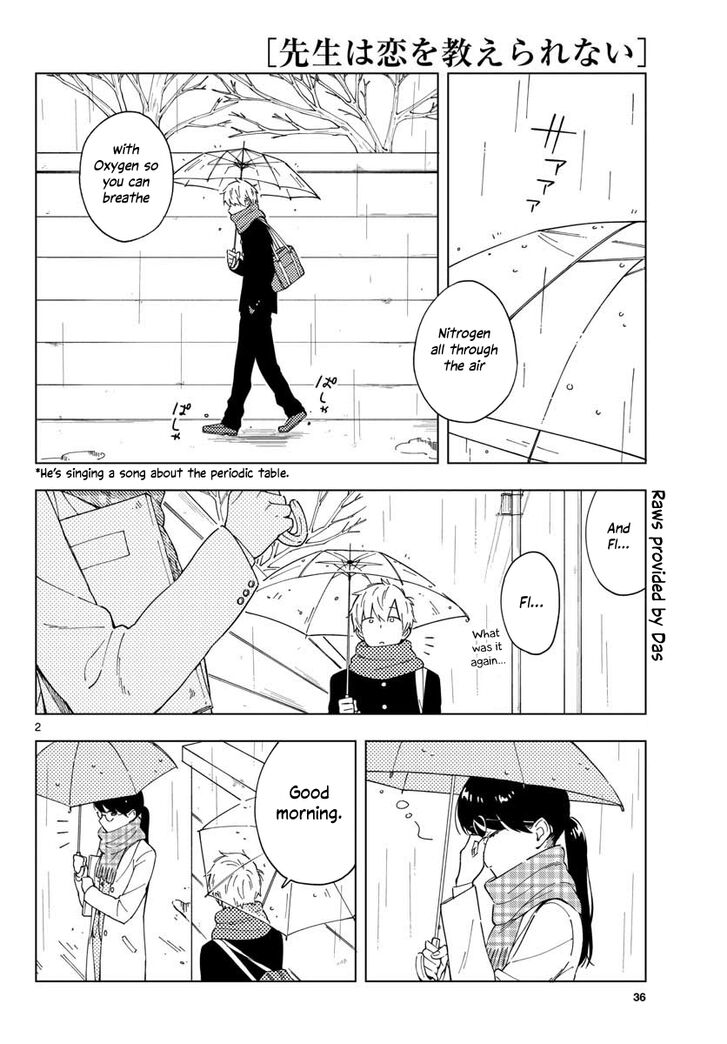 ［先生は恋を教えられない］
ザァァァ
Nitrogen
all through
the air
with
Oxygen so
you can
breathe
ぱしゃ
ぱしゃ
*He's singing a song about the periodic table.
And
Fl...
Fl...
What
was it
again...
Raws provided by Das
2
Good
morning.
36